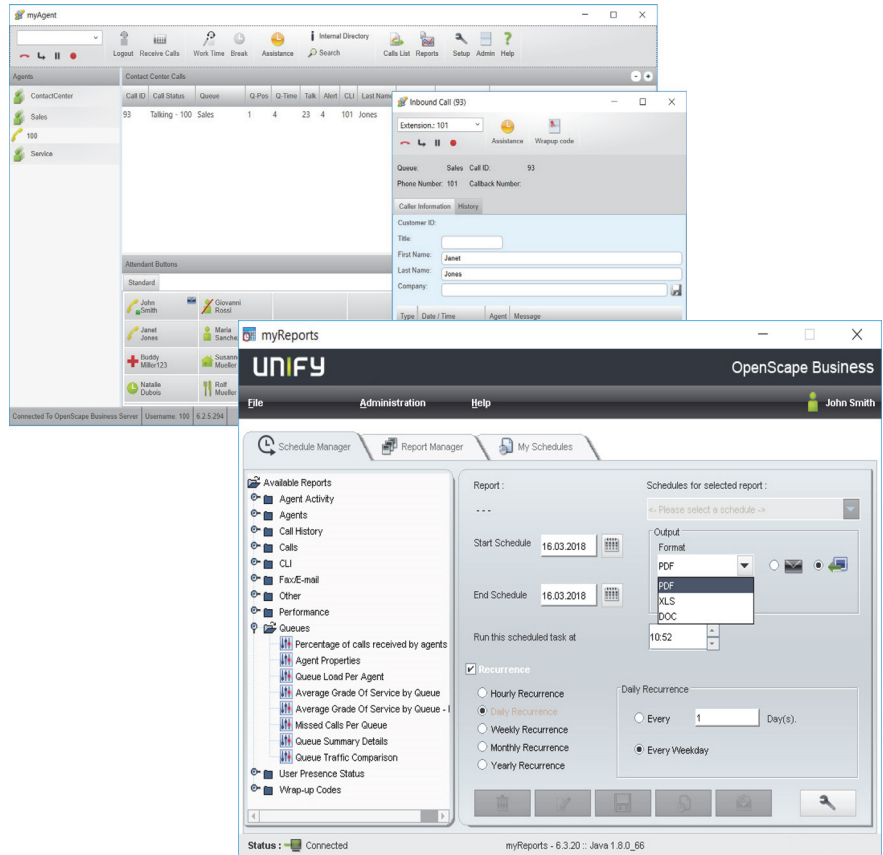 myAgent
Logout Receive Calls Work Time Break Assistance Internal Directory Search Calls List Reports Setup Admin Help
Agents
ContactCenter
Sales
100
Service
Contact Center Calls
Call ID Call Status Queue Q-Pos Q-Time Talk Alert CLI Last Name
93 Talking - 100 Sales 1 4 23 4 101 Jones
Attendant Buttons
Standard
John Smith
Giovanni Rossi
Janet Jones
Maria
Buddy Miller123
Mueller
Natalie Dubois
Rolf Mueller
Connected To OpenScape Business Server Username: 100 6.2.5.294
Inbound Call (93)
Extension.: 101
Assistance Wrapup code
Queue: Sales Call ID: 93
Phone Number: 101 Callback Number:
Caller Information History
Customer ID:
Title:
First Name: Janet
Last Name: Jones
Company:
Type Date / Time Agent Message
myReports
UNIFY
OpenScape Business
File Administration Help
John Smith
Schedule Manager Report Manager My Schedules
Available Reports
Agent Activity
Agents
Call History
Calls
CLI
Fax/E-mail
Other
Performance
Queues
Percentage of calls received by agents
Agent Properties
Queue Load Per Agent
Average Grade Of Service by Queue
Average Grade Of Service by Queue -
Missed Calls Per Queue
Queue Summary Details
Queue Traffic Comparison
User Presence Status
Wrap-up Codes
Report :
- - -
Schedules for selected report :
<- Please select a schedule ->
Start Schedule 16.03.2018
Output
Format
PDF
PDF
XLS
DOC
End Schedule 16.03.2018
Run this scheduled task at 10:52
Recurrence
Hourly Recurrence
Daily Recurrence
Weekly Recurrence
Monthly Recurrence
Yearly Recurrence
Daily Recurrence
Every 1 Day(s).
Every Weekday
Status : Connected
myReports - 6.3.20 :: Java 1.8.0_66